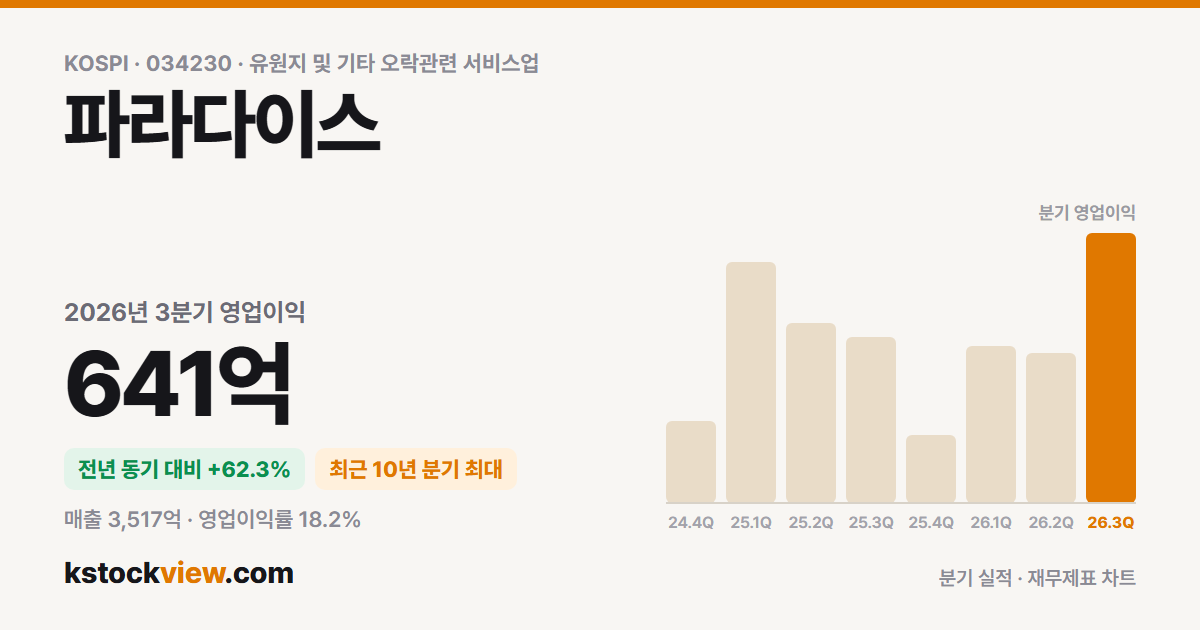 KOSPI · 034230 · 유원지 및 기타 오락관련 서비스업
파라다이스
분기 영업이익
2026년 3분기 영업이익
641억
전년 동기 대비 +62.3%
최근 10년 분기 최대
매출 3,517억 · 영업이익률 18.2%
24.4Q 25.1Q 25.2Q 25.3Q 25.4Q 26.1Q 26.2Q 26.3Q
kstockview.com
분기 실적 · 재무제표 차트